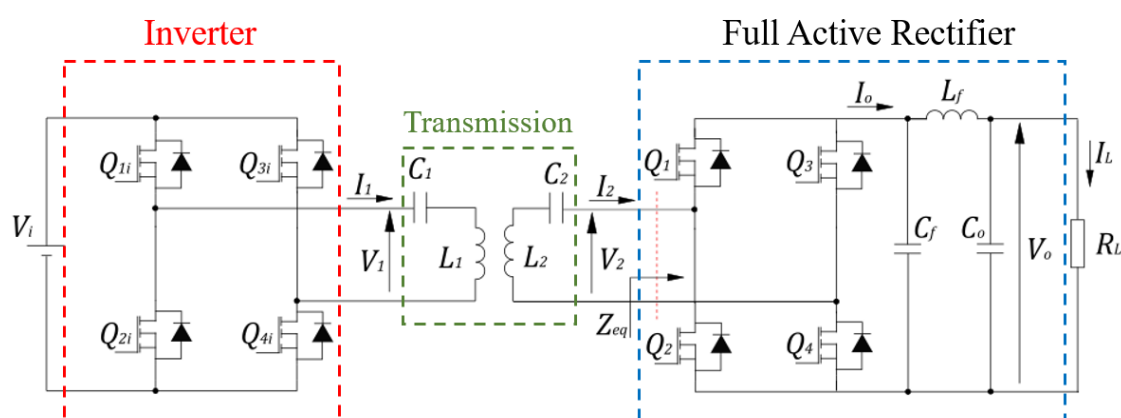 Inverter
Full Active Rectifier
Transmission
Q1i
Q3i
I1
C1
C2
I2
Q1
Q3
Io
Lf
IL
Vi
V1
L1
L2
V2
Cf
Co
Vo
RL
Q2i
Q4i
Zeq
Q2
Q4